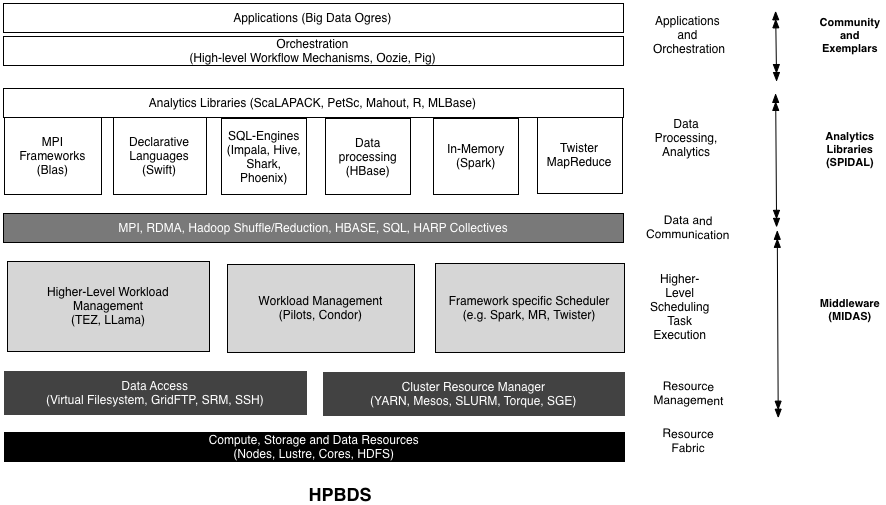 Applications (Big Data Ogres)
Orchestration
(High-level Workflow Mechanisms, Oozie, Pig)
Applications
and
Orchestration
Community
and
Exemplars
Analytics Libraries (ScaLAPACK, PetSc, Mahout, R, MLBase)
MPI
Frameworks
(Blas)
Declarative
Languages
(Swift)
SQL-Engines
(Impala, Hive,
Shark,
Phoenix)
Data
processing
(HBase)
In-Memory
(Spark)
Twister
MapReduce
Data
Processing,
Analytics
Analytics
Libraries
(SPIDAL)
MPI, RDMA, Hadoop Shuffle/Reduction, HBASE, SQL, HARP Collectives
Data and
Communication
Higher-Level Workload
Management
(TEZ, LLama)
Workload Management
(Pilots, Condor)
Framework specific Scheduler
(e.g. Spark, MR, Twister)
Higher-
Level
Scheduling
Task
Execution
Middleware
(MIDAS)
Data Access
(Virtual Filesystem, GridFTP, SRM, SSH)
Cluster Resource Manager
(YARN, Mesos, SLURM, Torque, SGE)
Resource
Management
Compute, Storage and Data Resources
(Nodes, Lustre, Cores, HDFS)
Resource
Fabric
HPBDS